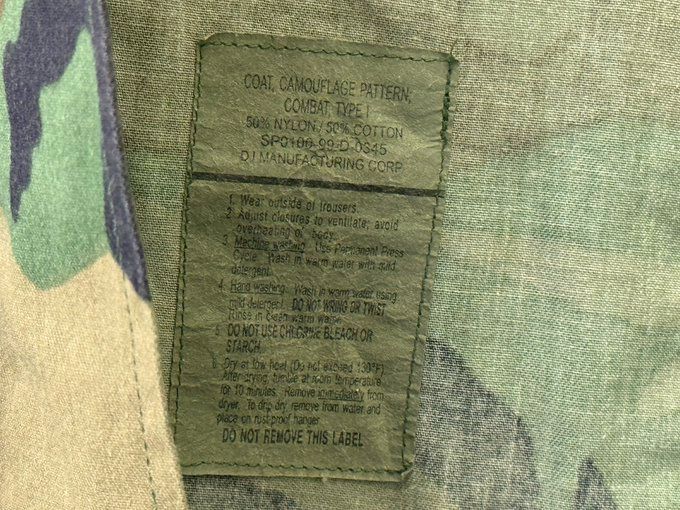 COAT, CAMOUFLAGE PATTERN,
COMBAT, TYPE I
50% NYLON / 50% COTTON
SP0100-99-D-0345
D J MANUFACTURING CORP
1. Wear outside of trousers.
2. Adjust closures to ventilate; avoid
overheating of body.
3. Machine washing. Use Permanent Press
Cycle. Wash in warm water with mild
detergent.
4. Hand washing. Wash in warm water using
mild detergent. DO NOT WRING OR TWIST
Rinse in clean warm water.
5. DO NOT USE CHLORINE BLEACH OR
STARCH.
6. Dry at low heat (Do not exceed 130°F)
After drying, tumble at room temperature
for 10 minutes. Remove immediately from
dryer. To drip dry, remove from water and
place on rust-proof hanger.
DO NOT REMOVE THIS LABEL